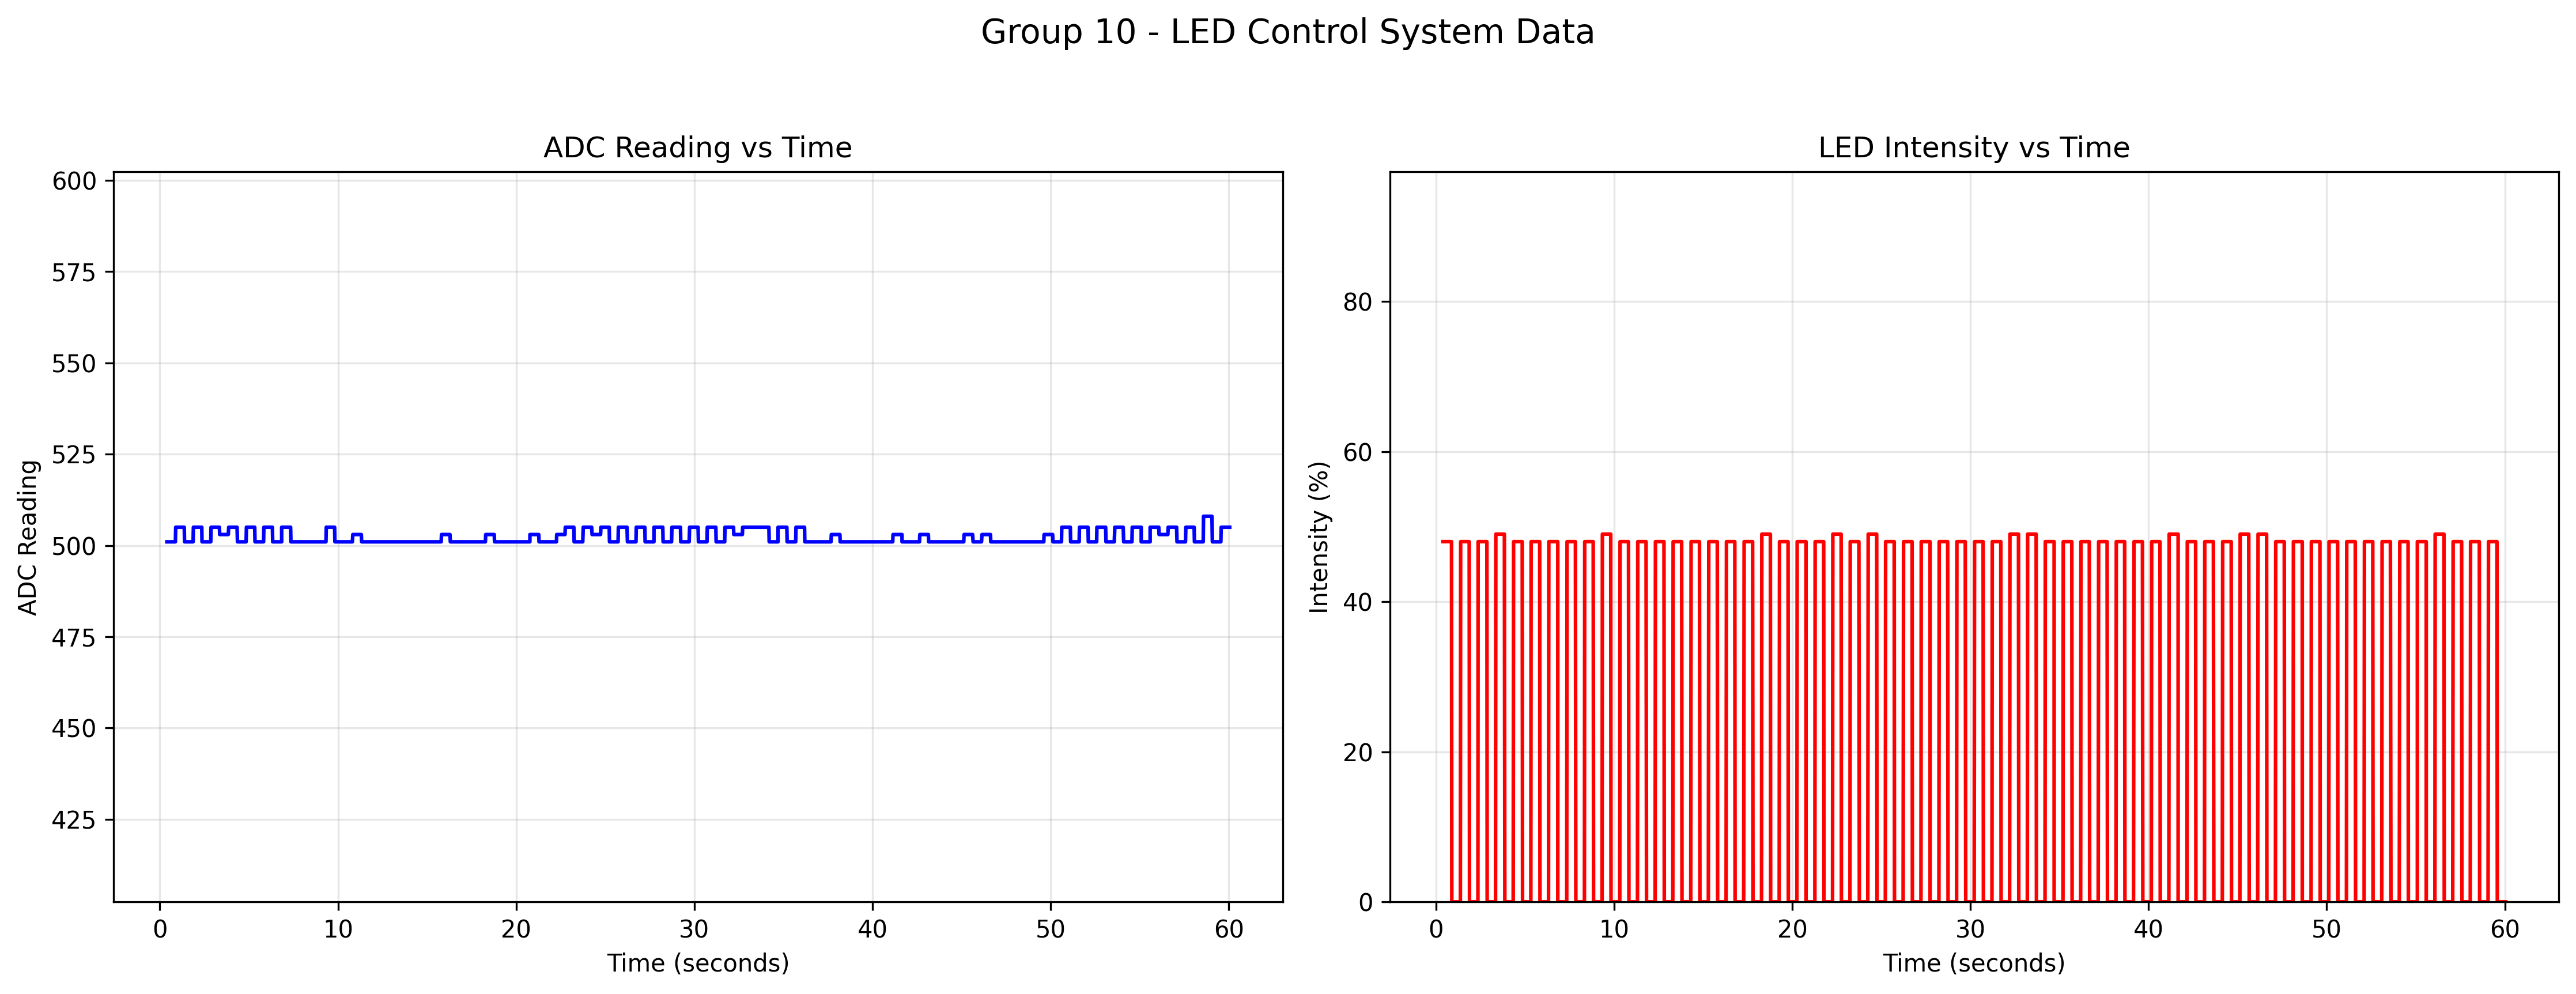 Group 10 - LED Control System Data
ADC Reading vs Time
600
575
550
525
500
475
450
425
ADC Reading
0 10 20 30 40 50 60
Time (seconds)
LED Intensity vs Time
80
60
40
20
0
Intensity (%)
0 10 20 30 40 50 60
Time (seconds)